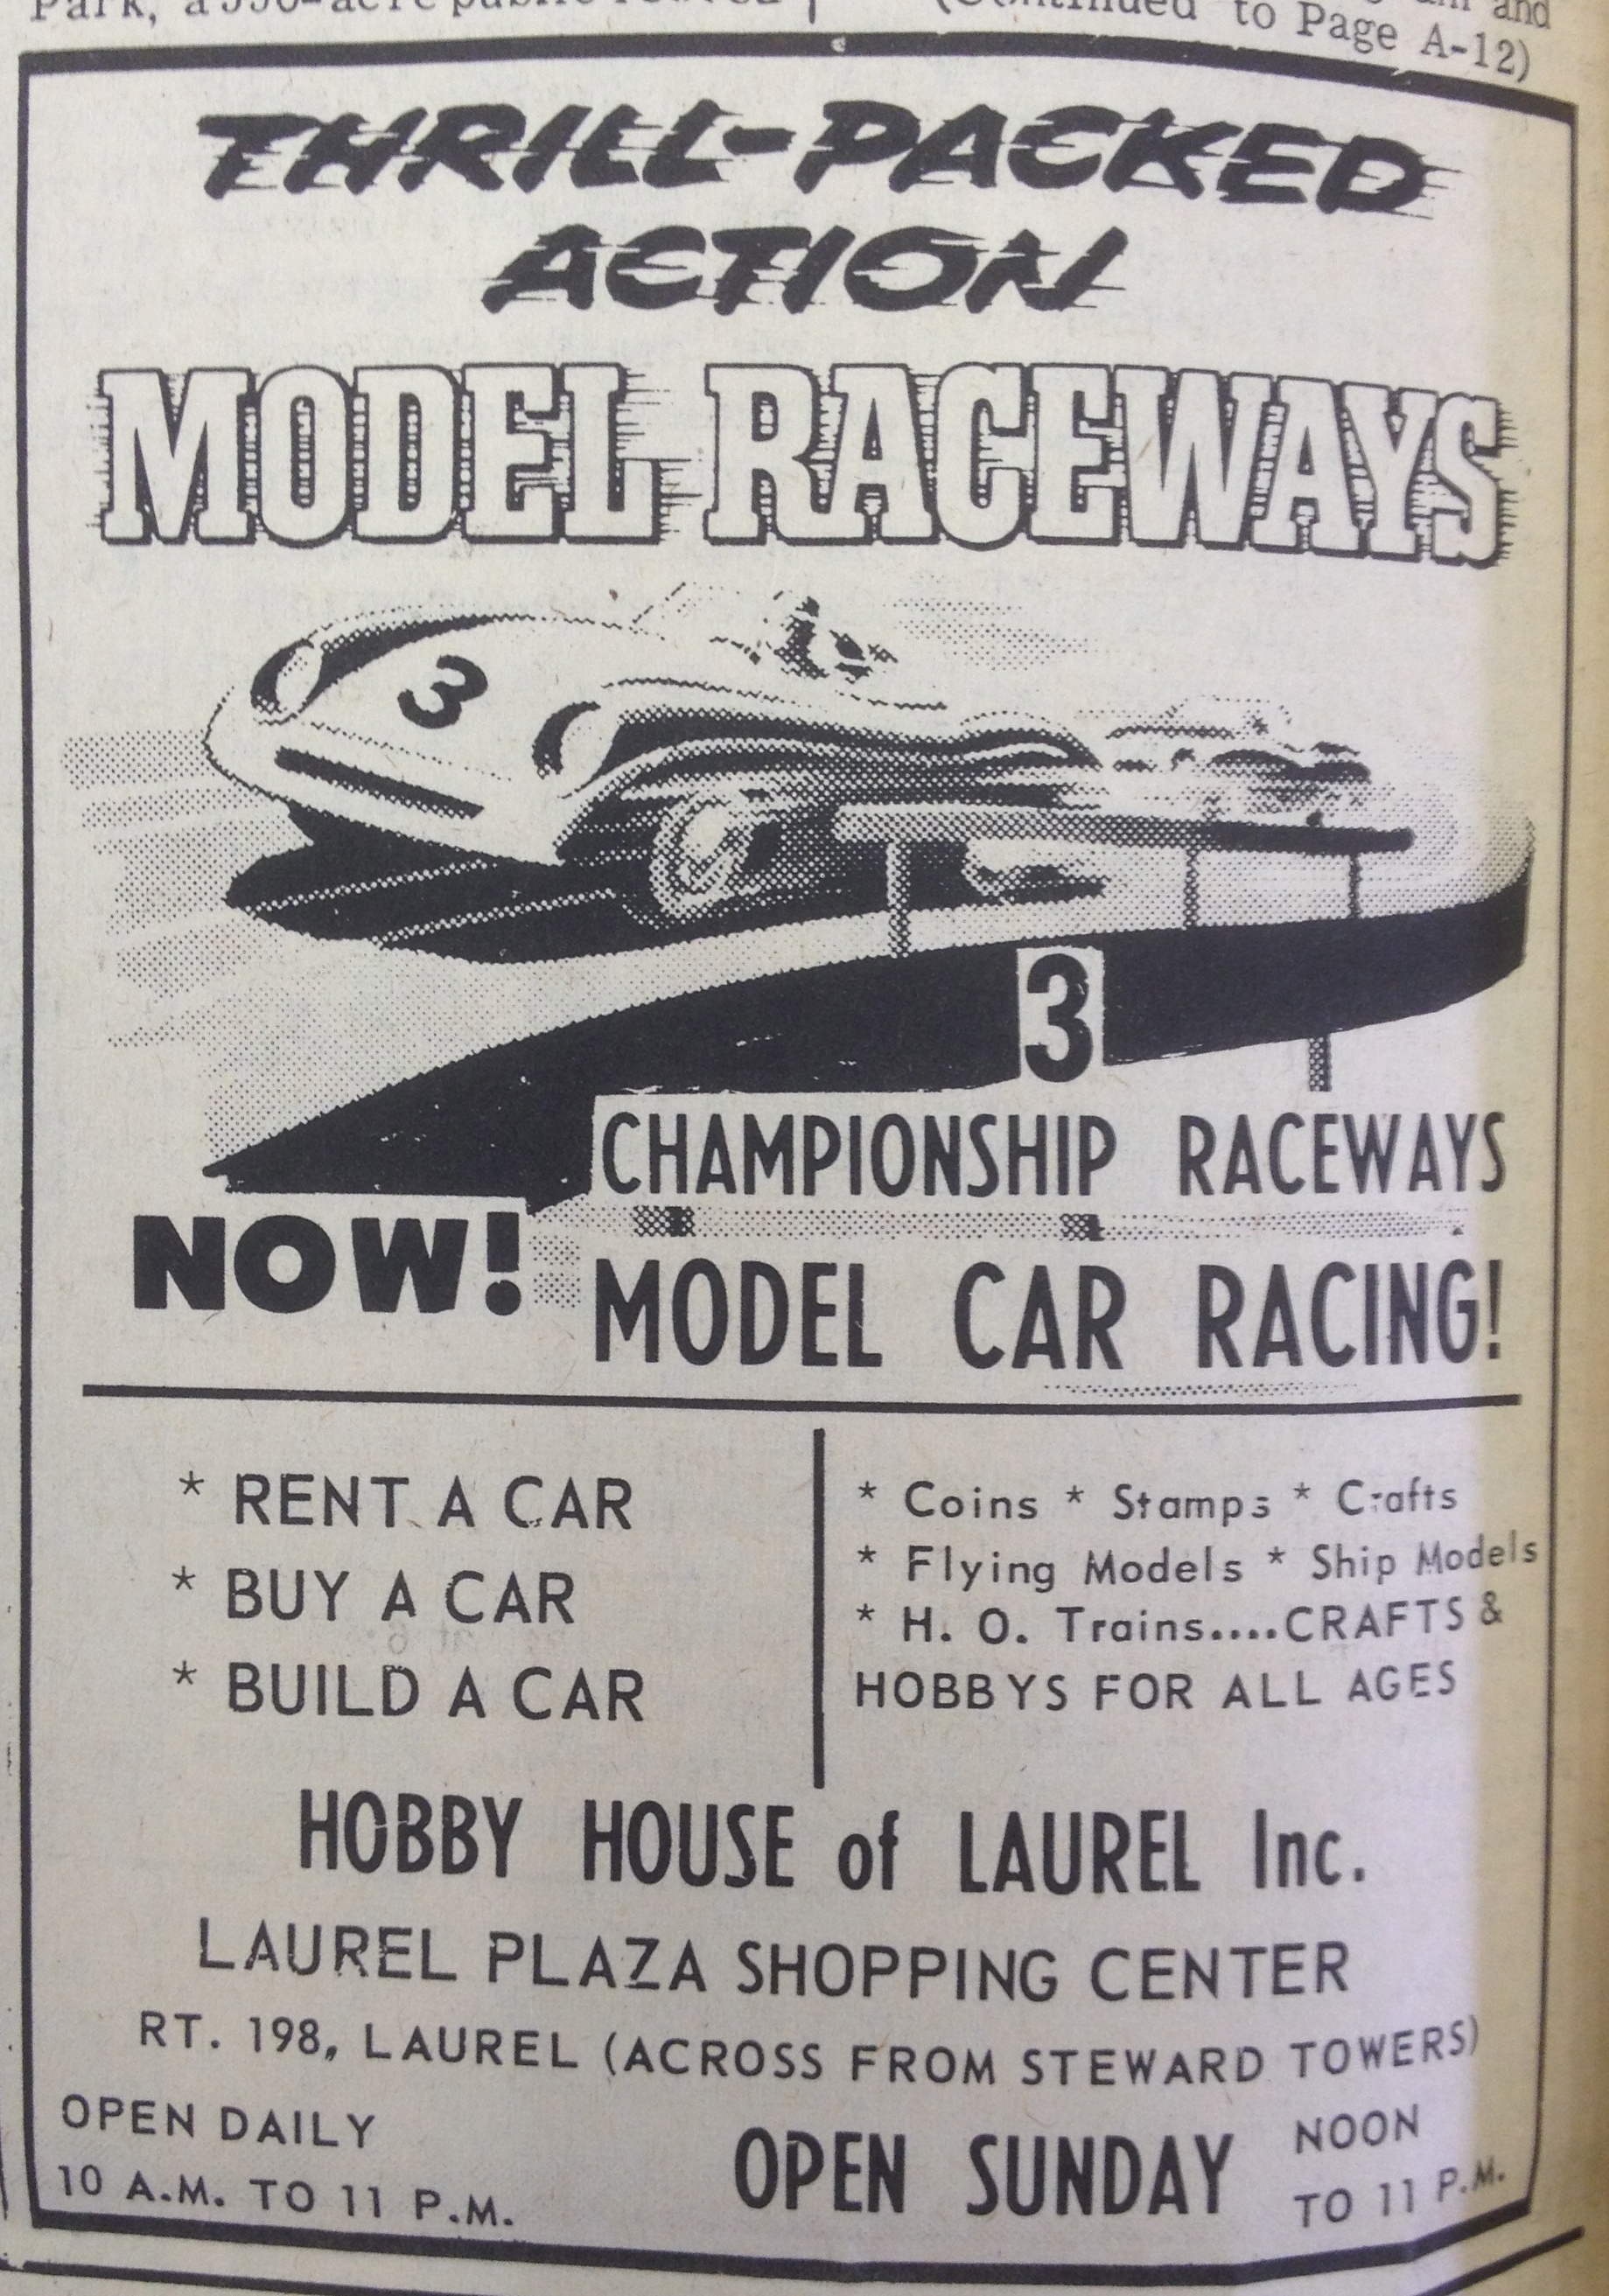 Park, a
(Continued to Page A-12)
and
THRILL-PACKED
ACTION
MODEL RACEWAYS
3
3
CHAMPIONSHIP RACEWAYS
NOW! MODEL CAR RACING!
* RENT A CAR
* BUY A CAR
* BUILD A CAR
* Coins * Stamps * Crafts
* Flying Models * Ship Models
* H. O. Trains....CRAFTS &
HOBBYS FOR ALL AGES
HOBBY HOUSE of LAUREL Inc.
LAUREL PLAZA SHOPPING CENTER
RT. 198, LAUREL (ACROSS FROM STEWARD TOWERS)
OPEN DAILY
10 A.M. TO 11 P.M.
OPEN SUNDAY NOON
TO 11 P.M.